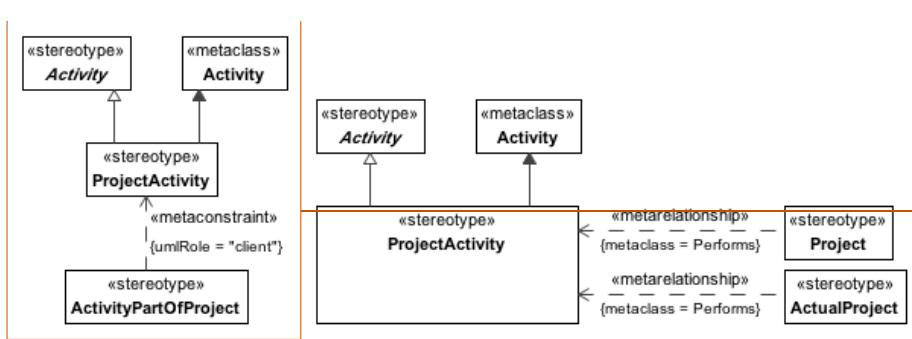 «stereotype»
Activity
«metaclass»
Activity
«stereotype»
ProjectActivity
«metaconstraint»
{umlRole = "client"}
«stereotype»
ActivityPartOfProject
«stereotype»
Activity
«metaclass»
Activity
«stereotype»
ProjectActivity
«metarelationship»
{metaclass = Performs}
«stereotype»
Project
«metarelationship»
{metaclass = Performs}
«stereotype»
ActualProject